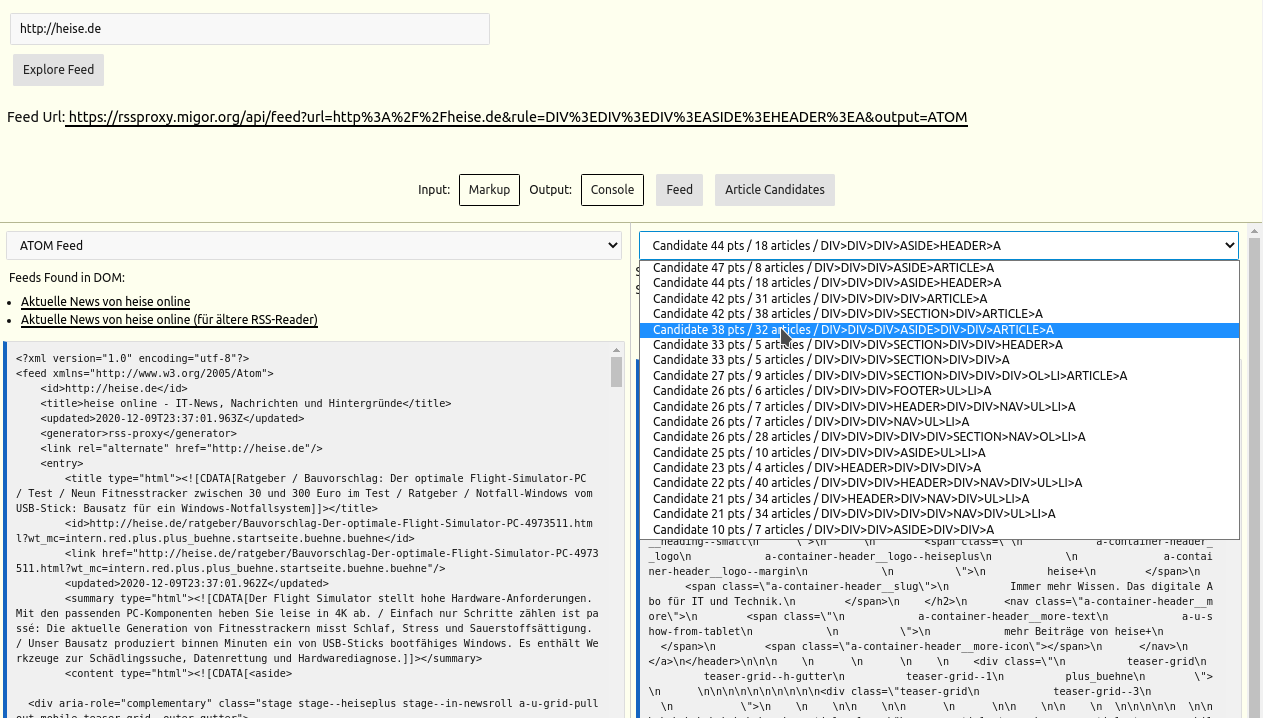 http://heise.de
Explore Feed
Feed Url: https://rssproxy.migor.org/api/feed?url=http%3A%2F%2Fheise.de&rule=DIV%3EDIV%3EDIV%3EASIDE%3EHEADER%3EA&output=ATOM
Input: Markup Output: Console Feed Article Candidates
ATOM Feed
Feeds Found in DOM:
Aktuelle News von heise online
Aktuelle News von heise online (für ältere RSS-Reader)
<?xml version="1.0" encoding="utf-8"?>
<feed xmlns="http://www.w3.org/2005/Atom">
<id>http://heise.de</id>
<title>heise online - IT-News, Nachrichten und Hintergründe</title>
<updated>2020-12-09T23:37:01.963Z</updated>
<generator>rss-proxy</generator>
<link rel="alternate" href="http://heise.de"/>
<entry>
<title type="html"><![CDATA[Ratgeber / Bauvorschlag: Der optimale Flight-Simulator-PC
/ Test / Neun Fitnesstracker zwischen 30 und 300 Euro im Test / Ratgeber / Notfall-Windows vom
USB-Stick: Bausatz für ein Windows-Notfallsystem]]></title>
<id>http://heise.de/ratgeber/Bauvorschlag-Der-optimale-Flight-Simulator-PC-4973511.htm
l?wt_mc=intern.red.plus.plus_buehne.startseite.buehne.buehne</id>
<link href="http://heise.de/ratgeber/Bauvorschlag-Der-optimale-Flight-Simulator-PC-4973
511.html?wt_mc=intern.red.plus.plus_buehne.startseite.buehne.buehne"/>
<updated>2020-12-09T23:37:01.962Z</updated>
<summary type="html"><![CDATA[Der Flight Simulator stellt hohe Hardware-Anforderungen.
Mit den passenden PC-Komponenten heben Sie leise in 4K ab. / Einfach nur Schritte zählen ist pa
ssé: Die aktuelle Generation von Fitnesstrackern misst Schlaf, Stress und Sauerstoffsättigung.
/ Unser Bausatz produziert binnen Minuten ein von USB-Sticks bootfähiges Windows. Es enthält We
rkzeuge zur Schädlingssuche, Datenrettung und Hardwarediagnose.]]></summary>
<content type="html"><![CDATA[<aside>
<div aria-role="complementary" class="stage stage--heiseplus stage--in-newsroll a-u-grid-pull
Candidate 44 pts / 18 articles / DIV>DIV>DIV>ASIDE>HEADER>A
Candidate 47 pts / 8 articles / DIV>DIV>DIV>ASIDE>ARTICLE>A
Candidate 44 pts / 18 articles / DIV>DIV>DIV>ASIDE>HEADER>A
Candidate 42 pts / 31 articles / DIV>DIV>DIV>DIV>ARTICLE>A
Candidate 42 pts / 38 articles / DIV>DIV>DIV>SECTION>DIV>ARTICLE>A
Candidate 38 pts / 32 articles / DIV>DIV>DIV>ASIDE>DIV>DIV>ARTICLE>A
Candidate 33 pts / 5 articles / DIV>DIV>DIV>SECTION>DIV>DIV>HEADER>A
Candidate 33 pts / 5 articles / DIV>DIV>DIV>SECTION>DIV>DIV>A
Candidate 27 pts / 9 articles / DIV>DIV>DIV>SECTION>DIV>DIV>DIV>OL>LI>ARTICLE>A
Candidate 26 pts / 6 articles / DIV>DIV>DIV>FOOTER>UL>LI>A
Candidate 26 pts / 7 articles / DIV>DIV>DIV>HEADER>DIV>DIV>NAV>UL>LI>A
Candidate 26 pts / 7 articles / DIV>DIV>DIV>NAV>UL>LI>A
Candidate 26 pts / 28 articles / DIV>DIV>DIV>DIV>DIV>SECTION>NAV>OL>LI>A
Candidate 25 pts / 10 articles / DIV>DIV>DIV>ASIDE>UL>LI>A
Candidate 23 pts / 4 articles / DIV>HEADER>DIV>DIV>DIV>A
Candidate 22 pts / 40 articles / DIV>DIV>DIV>HEADER>DIV>NAV>DIV>UL>LI>A
Candidate 21 pts / 34 articles / DIV>HEADER>DIV>NAV>DIV>UL>LI>A
Candidate 21 pts / 34 articles / DIV>DIV>DIV>DIV>DIV>NAV>DIV>UL>LI>A
Candidate 10 pts / 7 articles / DIV>DIV>DIV>ASIDE>DIV>DIV>A
__heading--small\n \">\n \n <span class=\"\n a-container-header_
_logo\n a-container-header__logo--heiseplus\n \n a-contai
ner-header__logo--margin\n \n \">\n heise+\n </span>\n
<span class=\"a-container-header__slug\">\n Immer mehr Wissen. Das digitale A
bo für IT und Technik.\n </span>\n </h2>\n <nav class=\"a-container-header__m
ore\">\n <span class=\"\n a-container-header__more-text\n a-u-s
how-from-tablet\n \n \">\n mehr Beiträge von heise+\n
</span>\n <span class=\"a-container-header__more-icon\"></span>\n </nav>\n
</a>\n</header>\n\n\n \n \n \n \n <div class=\" teaser-grid\n
teaser-grid--h-gutter\n teaser-grid--1\n plus_buehne\n \">
\n \n\n\n\n\n\n\n\n\n\n<div class=\"teaser-grid\n teaser-grid--3\n
\n \">\n \n \n\n \n\n \n \n\n \n\n \n \n\n\n\n\n \n\n